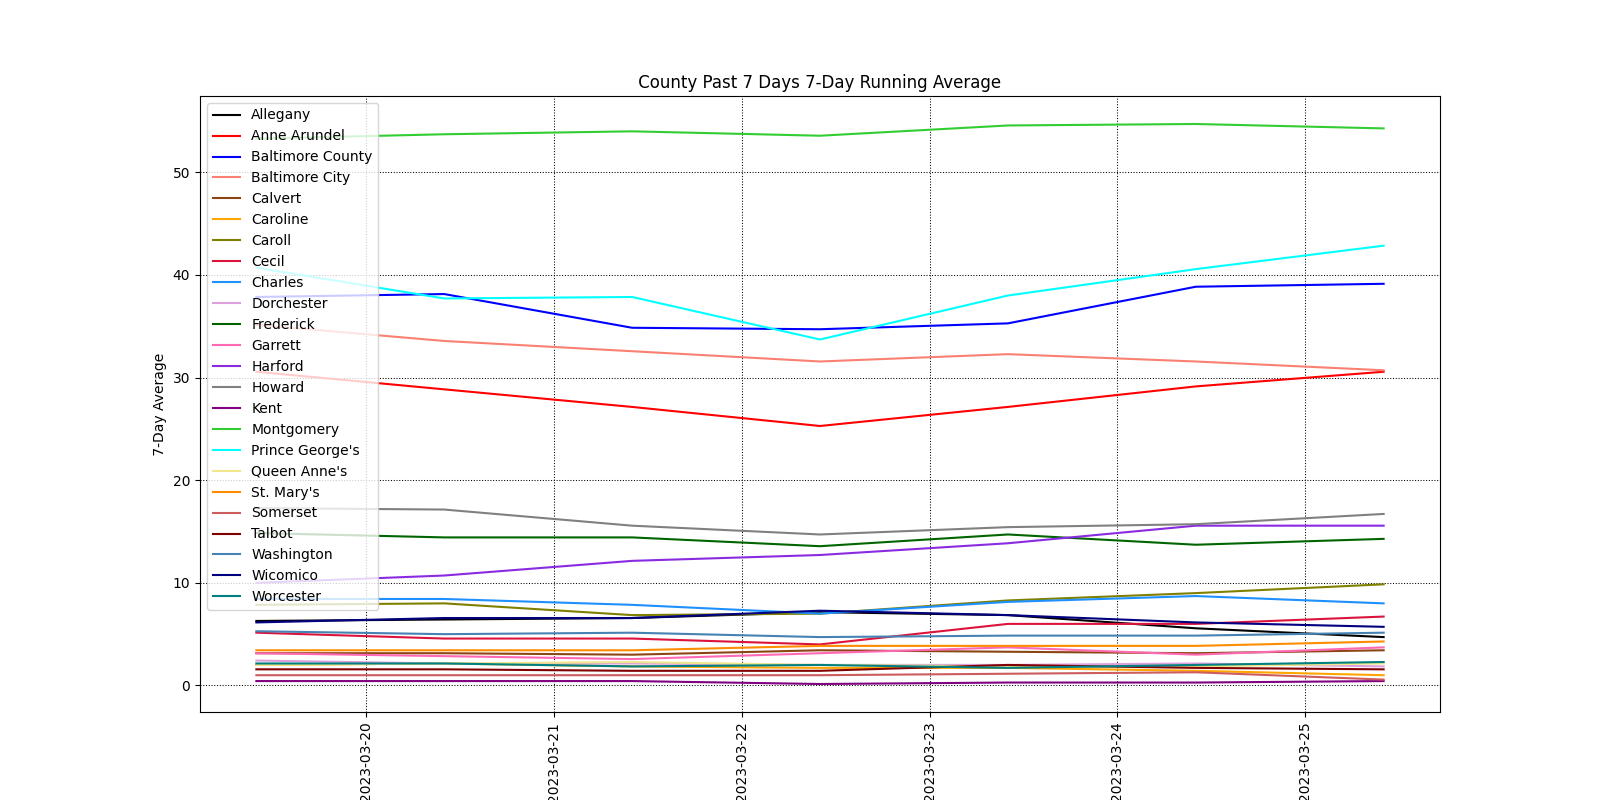 County Past 7 Days 7-Day Running Average
7-Day Average
50
40
30
20
10
0
Allegany
Anne Arundel
Baltimore County
Baltimore City
Calvert
Caroline
Caroll
Cecil
Charles
Dorchester
Frederick
Garrett
Harford
Howard
Kent
Montgomery
Prince George's
Queen Anne's
St. Mary's
Somerset
Talbot
Washington
Wicomico
Worcester
2023-03-20
2023-03-21
2023-03-22
2023-03-23
2023-03-24
2023-03-25